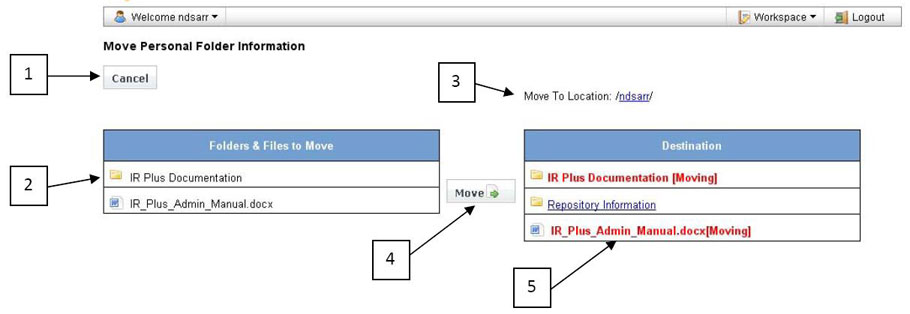 Welcome ndsarr
Workspace
Logout
Move Personal Folder Information
1
Cancel
3
Move To Location: /ndsarr/
Folders & Files to Move
Destination
2
IR Plus Documentation
IR Plus Documentation [Moving]
Move
IR_Plus_Admin_Manual.docx
Repository Information
IR_Plus_Admin_Manual.docx[Moving]
4
5